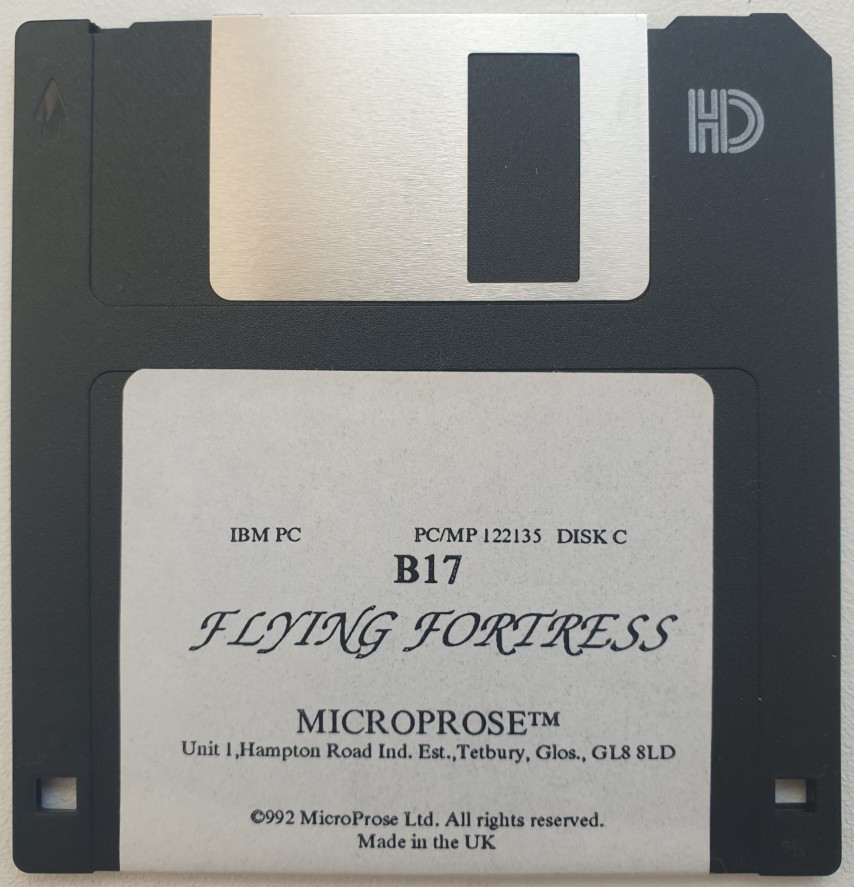 HD
IBM PC PC/MP 122135 DISK C
B17
FLYING FORTRESS
MICROPROSE™
Unit 1,Hampton Road Ind. Est.,Tetbury, Glos., GL8 8LD
©992 MicroProse Ltd. All rights reserved.
Made in the UK